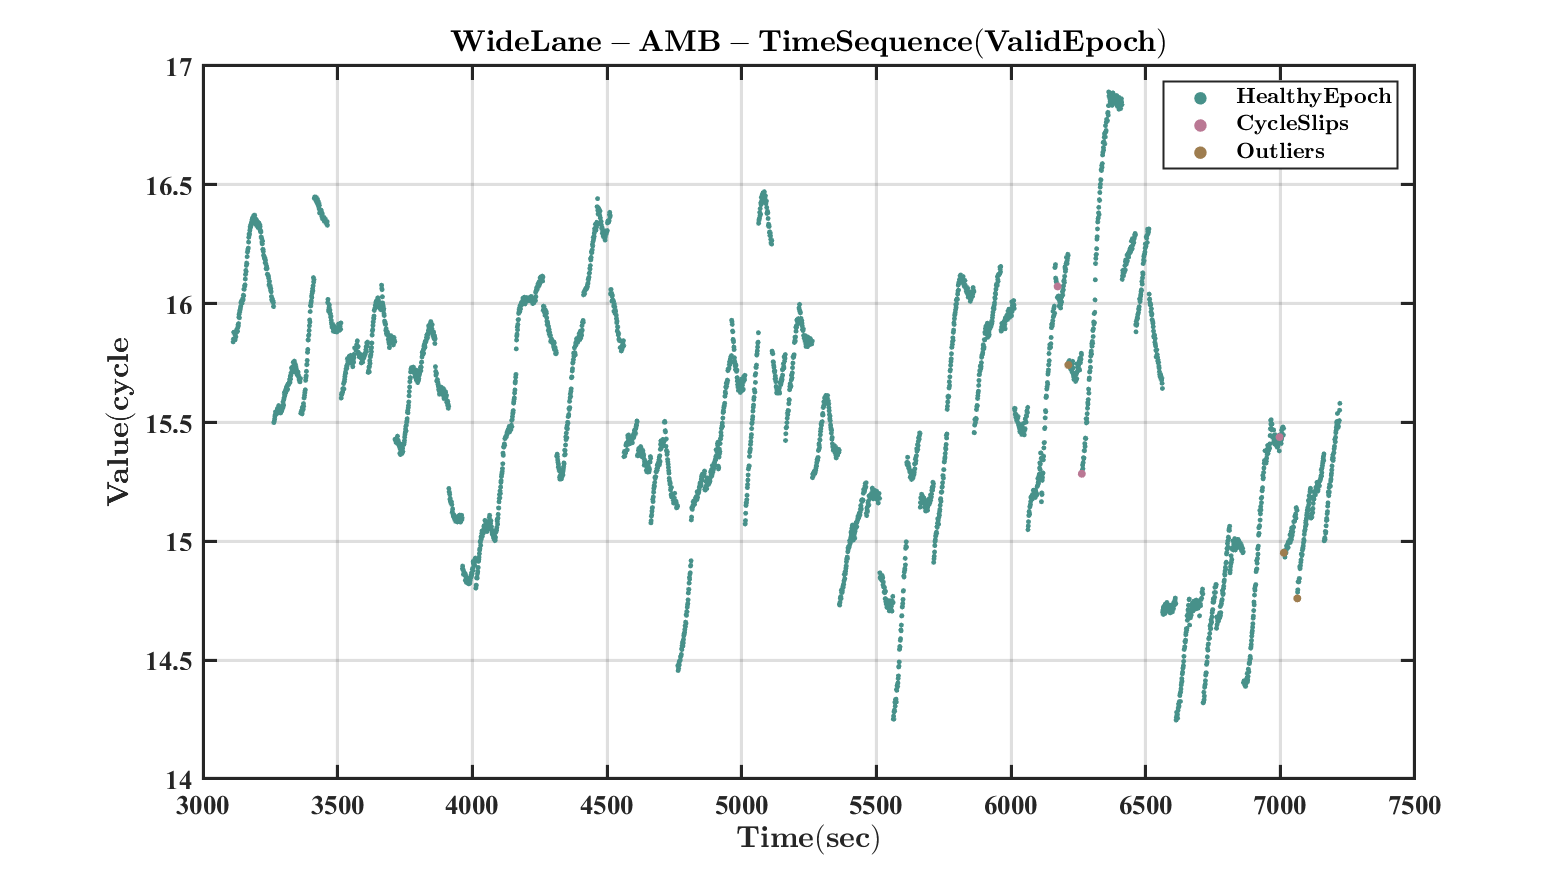 WideLane – AMB – TimeSequence(ValidEpoch)
17
16.5
16
15.5
15
14.5
14
Value(cycle
HealthyEpoch
CycleSlips
Outliers
3000 3500 4000 4500 5000 5500 6000 6500 7000 7500
Time(sec)